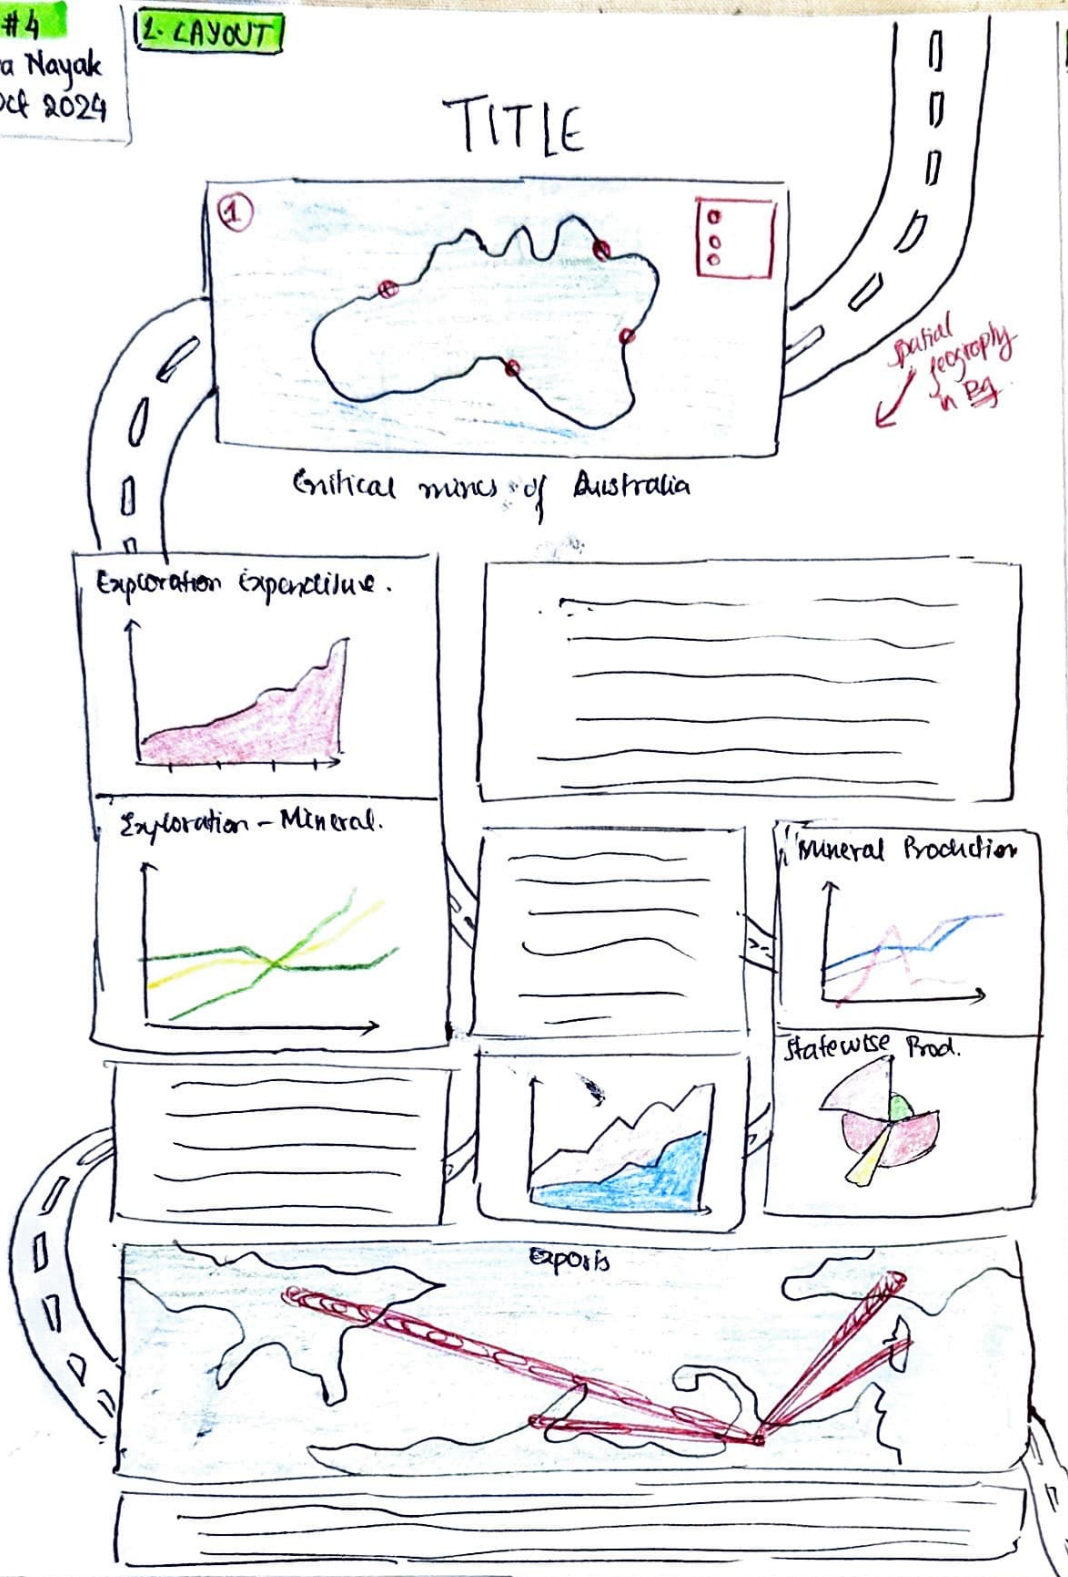 #4
a Nayak
Oct 2024
1. LAYOUT
TITLE
1
spatial
geography
in Bg.
Critical mines of Australia
Exploration Expenditure.
Exploration - Mineral.
Mineral Production
Statewise Prod.
Exports